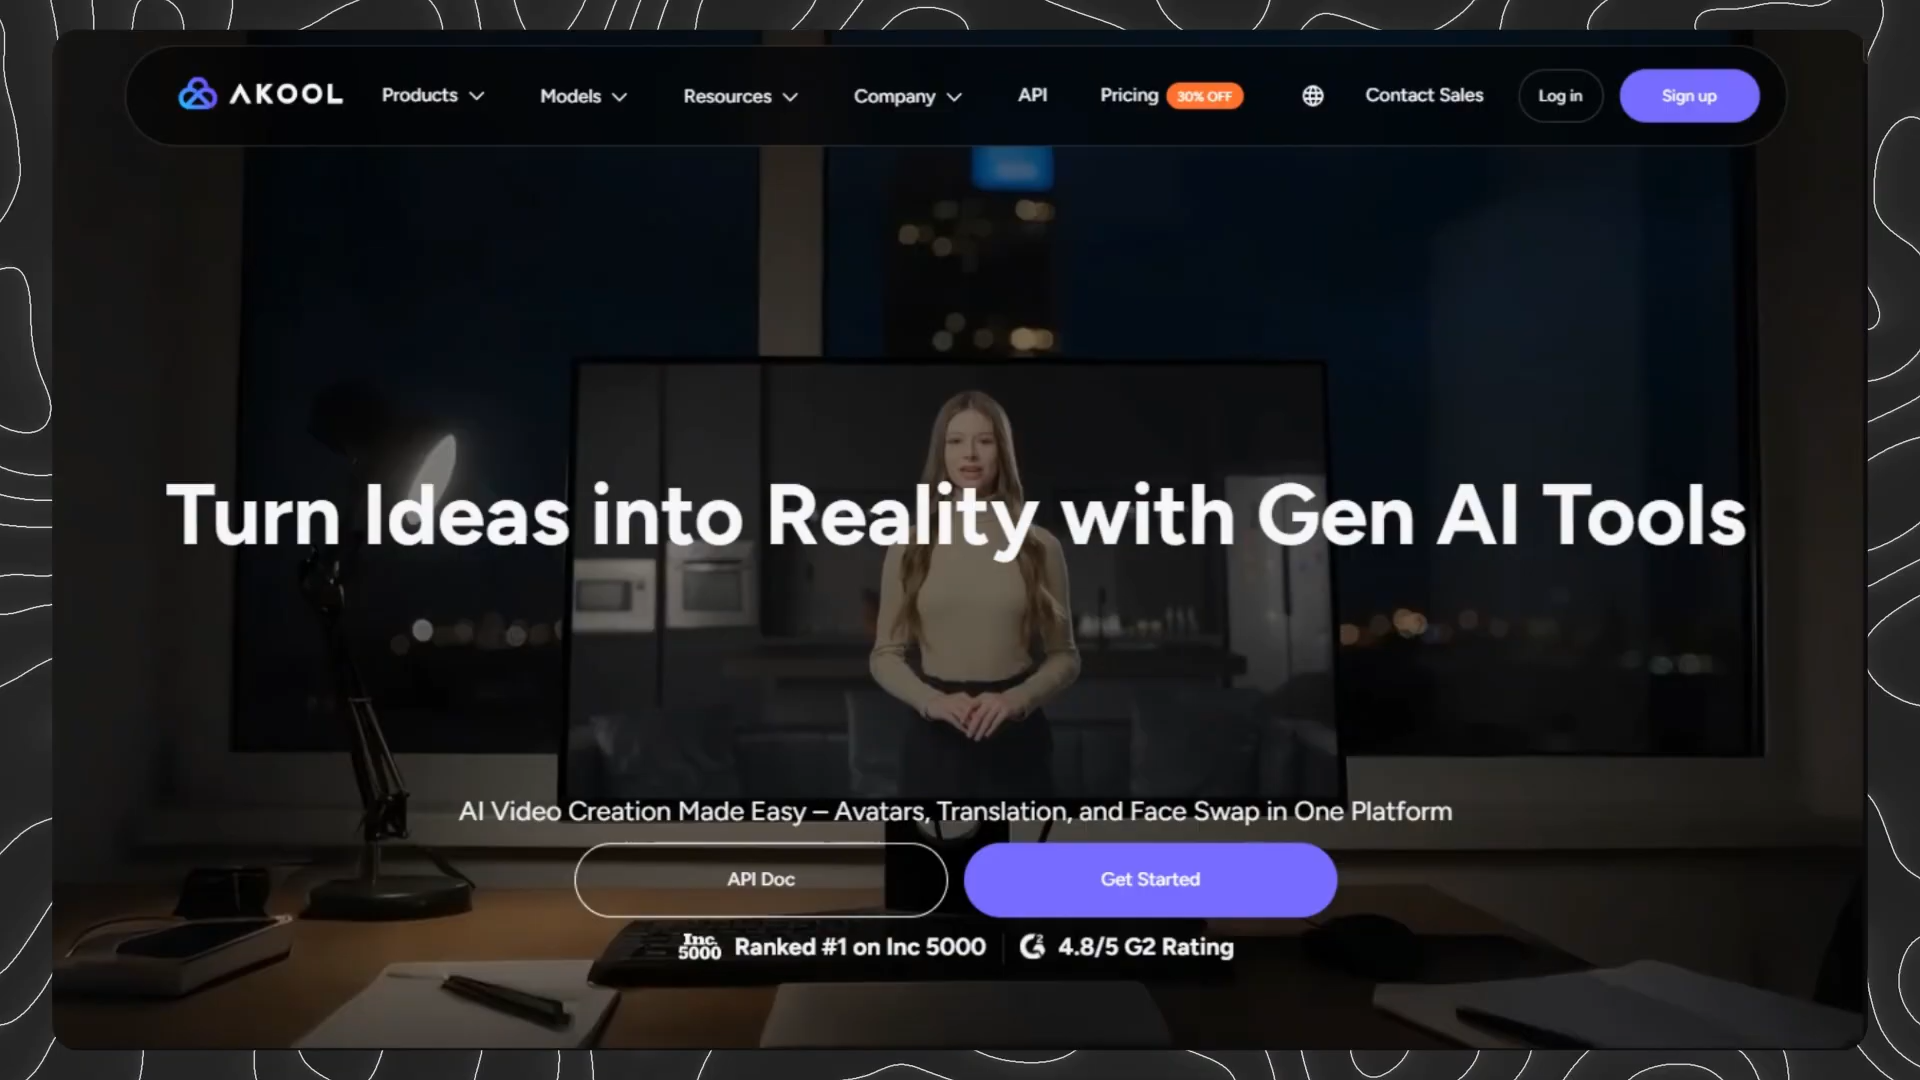 AKOOL Products Models Resources Company API Pricing 30% OFF Contact Sales Log in Sign up
Turn Ideas into Reality with Gen AI Tools
AI Video Creation Made Easy – Avatars, Translation, and Face Swap in One Platform
API Doc Get Started
Inc. 5000 Ranked #1 on Inc 5000 G2 4.8/5 G2 Rating